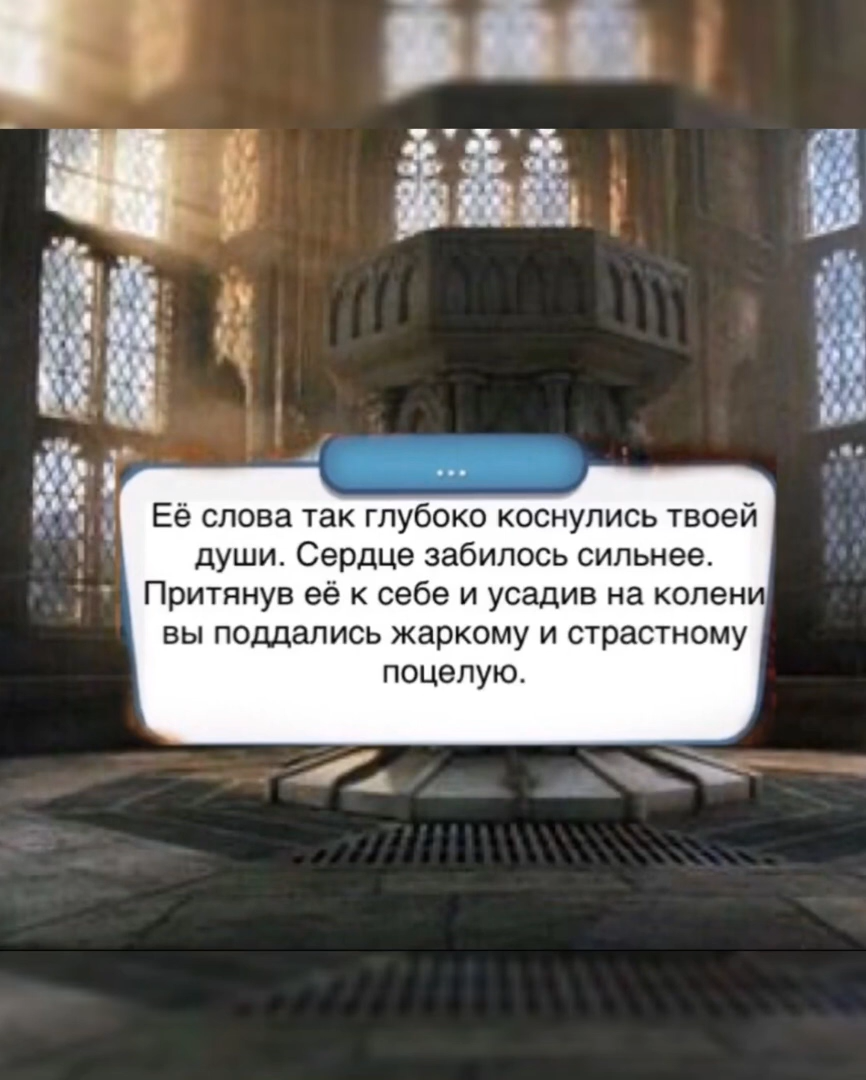 ...
Её слова так глубоко коснулись твоей
души. Сердце забилось сильнее.
Притянув её к себе и усадив на колени
вы поддались жаркому и страстному
поцелую.